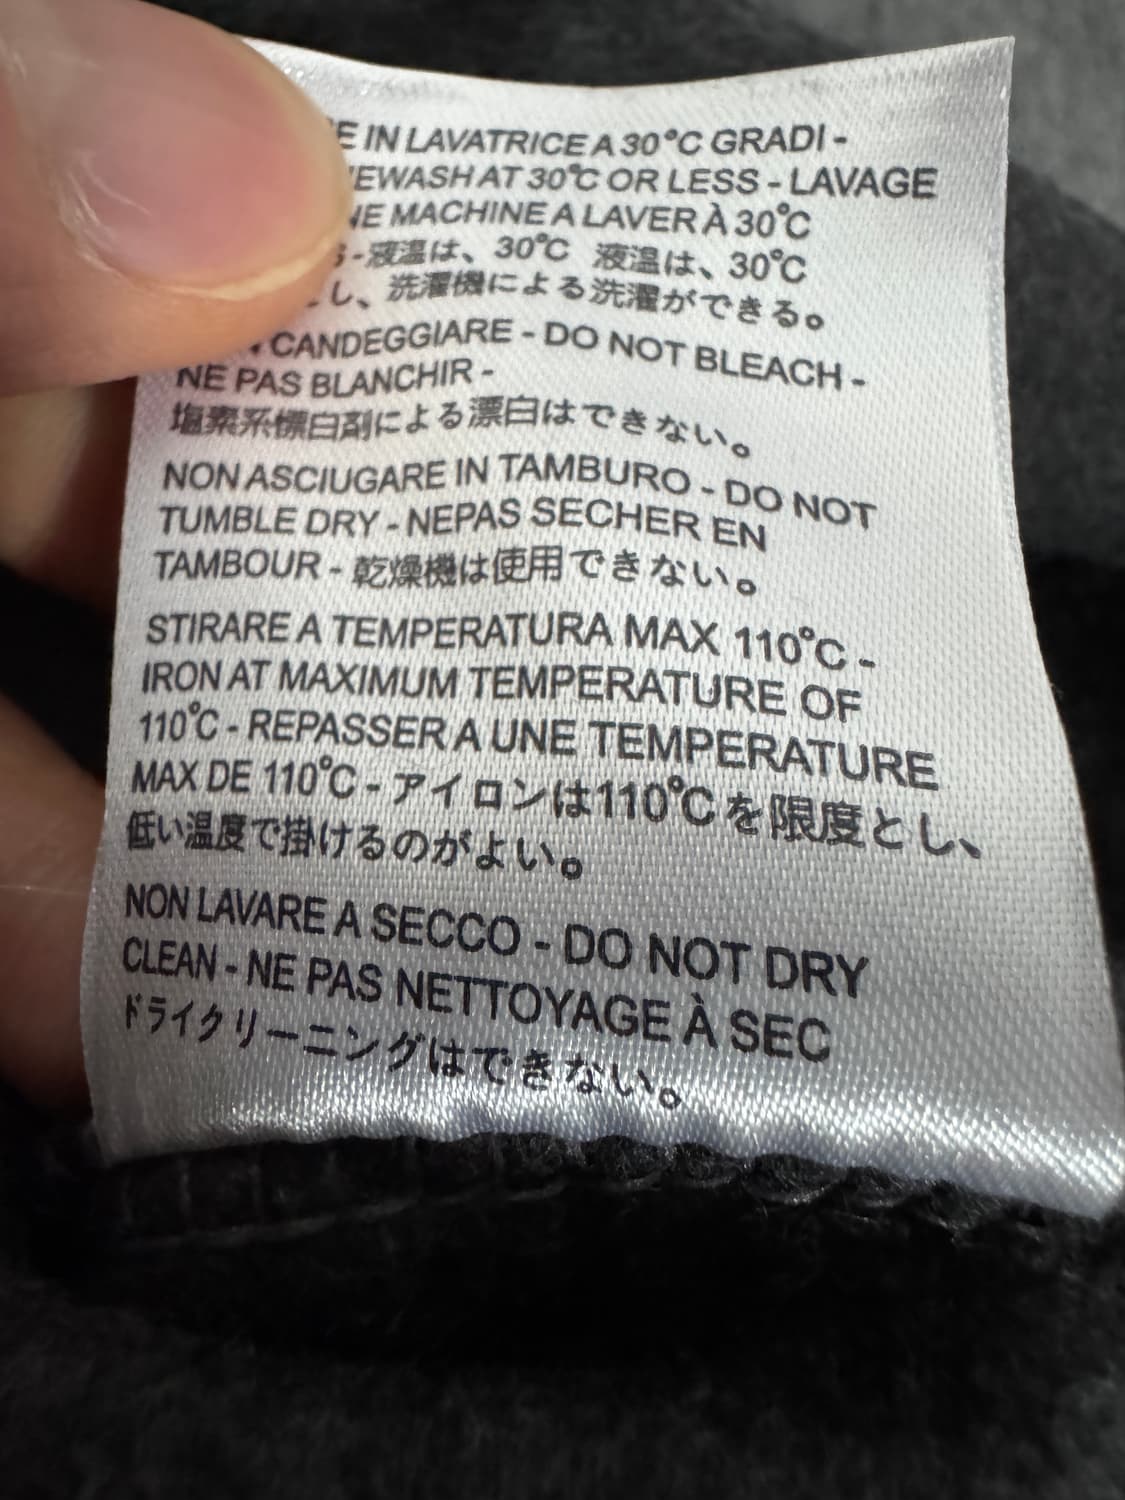 IN LAVATRICE A 30°C GRADI -
AT 30°C OR LESS - LAVAGE
MACHINE A LAVER À 30°C
- 液温は、30°C 液温は、30°C
とし、洗濯機による洗濯ができる。
CANDEGGIARE - DO NOT BLEACH -
NE PAS BLANCHIR -
塩素系漂白剤による漂白はできない。
NON ASCIUGARE IN TAMBURO - DO NOT
TUMBLE DRY - NEPAS SECHER EN
TAMBOUR - 乾燥機は使用できない。
STIRARE A TEMPERATURA MAX 110°C -
IRON AT MAXIMUM TEMPERATURE OF
110°C - REPASSER A UNE TEMPERATURE
MAX DE 110°C - アイロンは110°Cを限度とし、
低い温度で掛けるのがよい。
NON LAVARE A SECCO - DO NOT DRY
CLEAN - NE PAS NETTOYAGE À SEC
ドライクリーニングはできない。